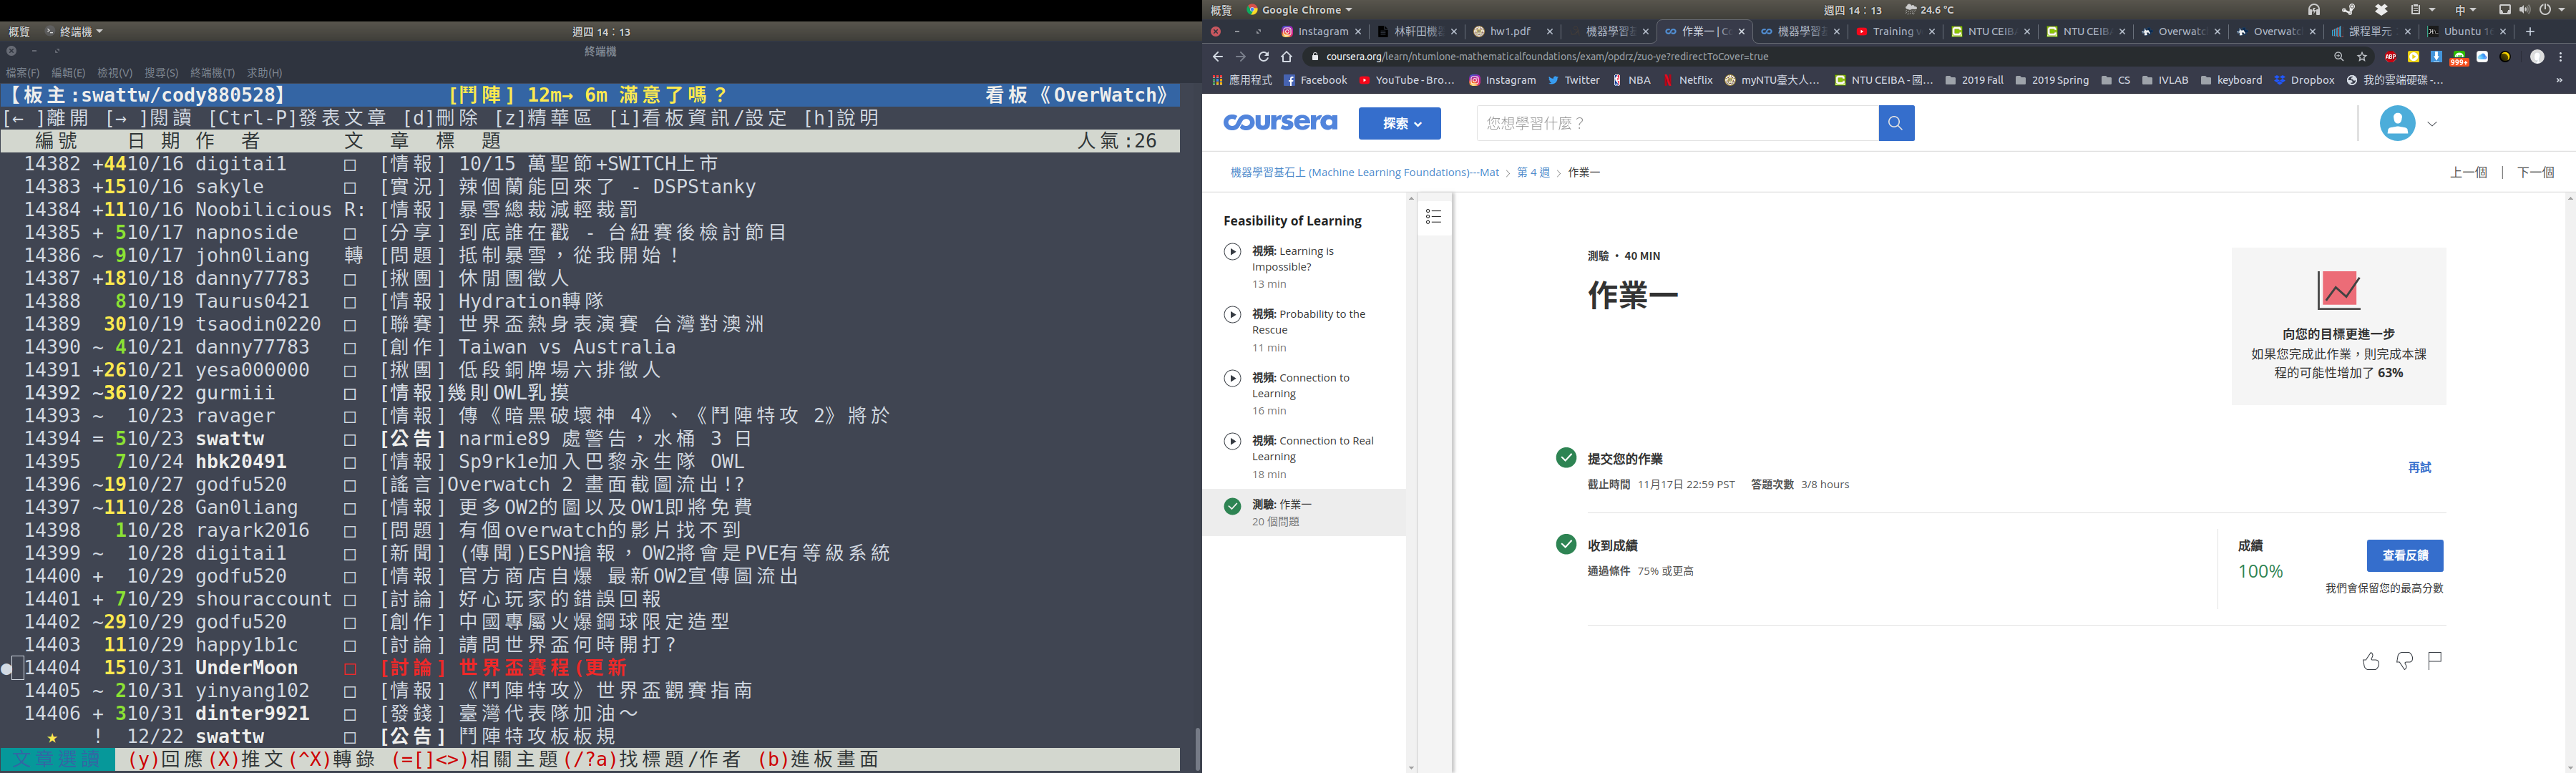 概覽 終端機 週四 14：13
終端機
檔案(F) 編輯(E) 檢視(V) 搜尋(S) 終端機(T) 求助(H)
【板主:swattw/cody880528】 [鬥陣] 12m→ 6m 滿意了嗎？ 看板《OverWatch》
[← ]離開 [→ ]閱讀 [Ctrl-P]發表文章 [d]刪除 [z]精華區 [i]看板資訊/設定 [h]說明
編號 日 期 作 者 文 章 標 題 人氣:26
14382 +4410/16 digitai1 □ [情報] 10/15 萬聖節+SWITCH上市
14383 +1510/16 sakyle □ [實況] 辣個蘭能回來了 - DSPStanky
14384 +1110/16 Noobilicious R: [情報] 暴雪總裁減輕裁罰
14385 + 510/17 napnoside □ [分享] 到底誰在戳 - 台紐賽後檢討節目
14386 ~ 910/17 john0liang 轉 [問題] 抵制暴雪，從我開始！
14387 +1810/18 danny77783 □ [揪團] 休閒團徵人
14388 810/19 Taurus0421 □ [情報] Hydration轉隊
14389 3010/19 tsaodin0220 □ [聯賽] 世界盃熱身表演賽 台灣對澳洲
14390 ~ 410/21 danny77783 □ [創作] Taiwan vs Australia
14391 +2610/21 yesa000000 □ [揪團] 低段銅牌場六排徵人
14392 ~3610/22 gurmiii □ [情報]幾則OWL乳摸
14393 ~ 10/23 ravager □ [情報] 傳《暗黑破壞神 4》、《鬥陣特攻 2》將於
14394 = 510/23 swattw □ [公告] narmie89 處警告，水桶 3 日
14395 710/24 hbk20491 □ [情報] Sp9rk1e加入巴黎永生隊 OWL
14396 ~1910/27 godfu520 □ [謠言]Overwatch 2 畫面截圖流出!?
14397 ~1110/28 Gan0liang □ [情報] 更多OW2的圖以及OW1即將免費
14398 110/28 rayark2016 □ [問題] 有個overwatch的影片找不到
14399 ~ 10/28 digitai1 □ [新聞] (傳聞)ESPN搶報，OW2將會是PVE有等級系統
14400 + 10/29 godfu520 □ [情報] 官方商店自爆 最新OW2宣傳圖流出
14401 + 710/29 shouraccount □ [討論] 好心玩家的錯誤回報
14402 ~2910/29 godfu520 □ [創作] 中國專屬火爆鋼球限定造型
14403 1110/29 happy1b1c □ [討論] 請問世界盃何時開打?
●14404 1510/31 UnderMoon □ [討論] 世界盃賽程(更新
14405 ~ 210/31 yinyang102 □ [情報] 《鬥陣特攻》世界盃觀賽指南
14406 + 310/31 dinter9921 □ [發錢] 臺灣代表隊加油～
★ ! 12/22 swattw □ [公告] 鬥陣特攻板板規
文章選讀 (y)回應(X)推文(^X)轉錄 (=[]<>)相關主題(/?a)找標題/作者 (b)進板畫面
概覽 Google Chrome 週四 14：13 24.6 °C 中
Instagram 林軒田機 hw1.pdf 機器學習基 作業一 | Co 機器學習基 Training NTU CEIB NTU CEIB Overwatc Overwatc 課程單元 Ubuntu 1
coursera.org/learn/ntumlone-mathematicalfoundations/exam/opdrz/zuo-ye?redirectToCover=true ABP 999+
應用程式 Facebook YouTube - Bro... Instagram Twitter NBA Netflix myNTU臺大人... NTU CEIBA - 國... 2019 Fall 2019 Spring CS IVLAB keyboard Dropbox 我的雲端硬碟 -... »
coursera 探索 您想學習什麼？
機器學習基石上 (Machine Learning Foundations)---Mat > 第 4 週 > 作業一 上一個 | 下一個
Feasibility of Learning
視頻: Learning is
Impossible?
13 min
視頻: Probability to the
Rescue
11 min
視頻: Connection to
Learning
16 min
視頻: Connection to Real
Learning
18 min
測驗: 作業一
20 個問題
測驗 • 40 MIN
作業一
向您的目標更進一步
如果您完成此作業，則完成本課
程的可能性增加了 63%
提交您的作業
截止時間 11月17日 22:59 PST 答題次數 3/8 hours
再試
收到成績
通過條件 75% 或更高
成績
100%
查看反饋
我們會保留您的最高分數